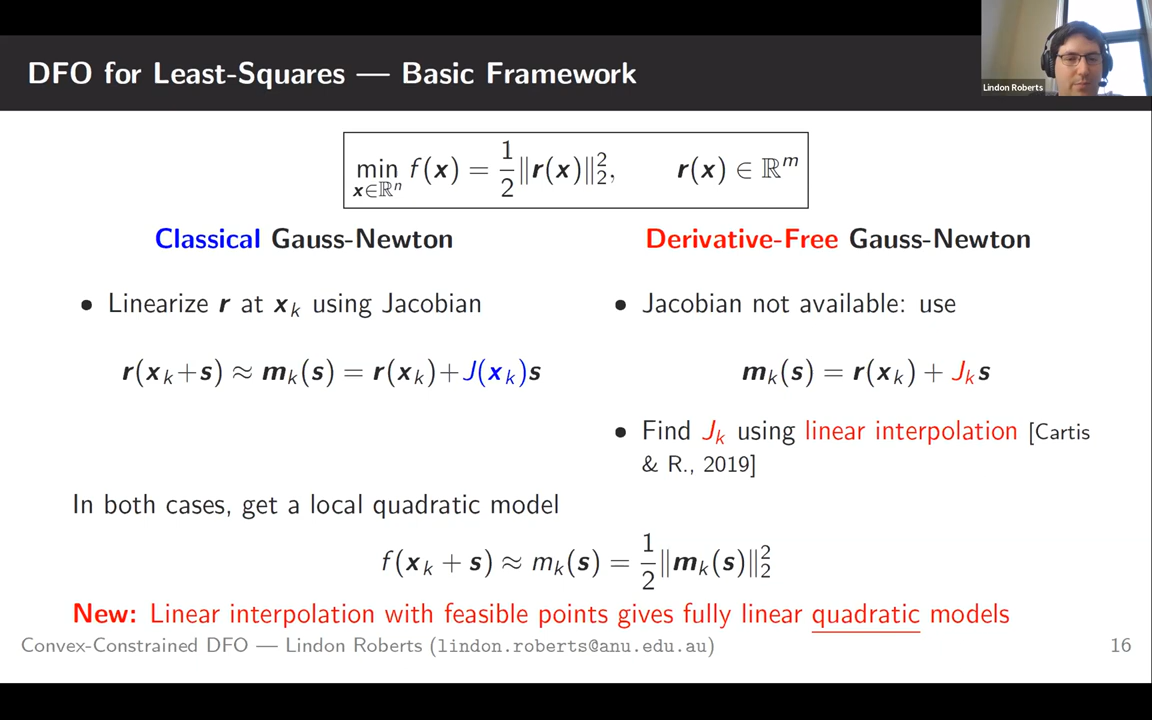 DFO for Least-Squares — Basic Framework
Lindon Roberts
min f(x) = 1/2 ‖r(x)‖₂², r(x) ∈ ℝᵐ
x∈ℝⁿ
Classical Gauss-Newton
• Linearize r at xₖ using Jacobian
r(xₖ+s) ≈ mₖ(s) = r(xₖ)+J(xₖ)s
Derivative-Free Gauss-Newton
• Jacobian not available: use
mₖ(s) = r(xₖ) + Jₖs
• Find Jₖ using linear interpolation [Cartis
& R., 2019]
In both cases, get a local quadratic model
f(xₖ + s) ≈ mₖ(s) = 1/2 ‖mₖ(s)‖₂²
New: Linear interpolation with feasible points gives fully linear quadratic models
Convex-Constrained DFO — Lindon Roberts (lindon.roberts@anu.edu.au)
16